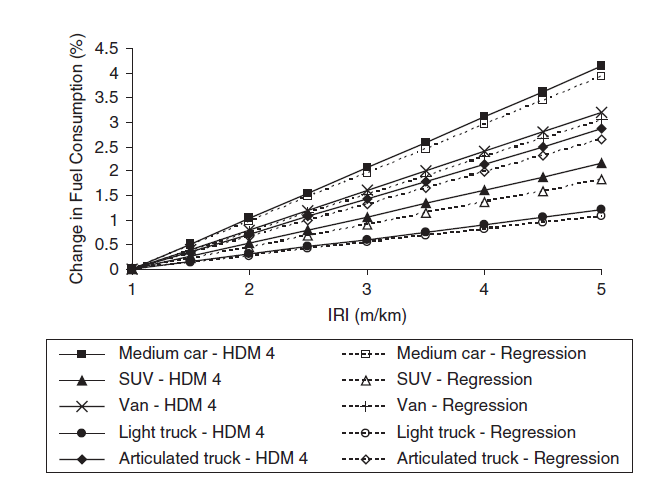 Change in Fuel Consumption (%)
4.5
4
3.5
3
2.5
2
1.5
1
0.5
0
1 2 3 4 5
IRI (m/km)
Medium car - HDM 4 Medium car - Regression
SUV - HDM 4 SUV - Regression
Van - HDM 4 Van - Regression
Light truck - HDM 4 Light truck - Regression
Articulated truck - HDM 4 Articulated truck - Regression